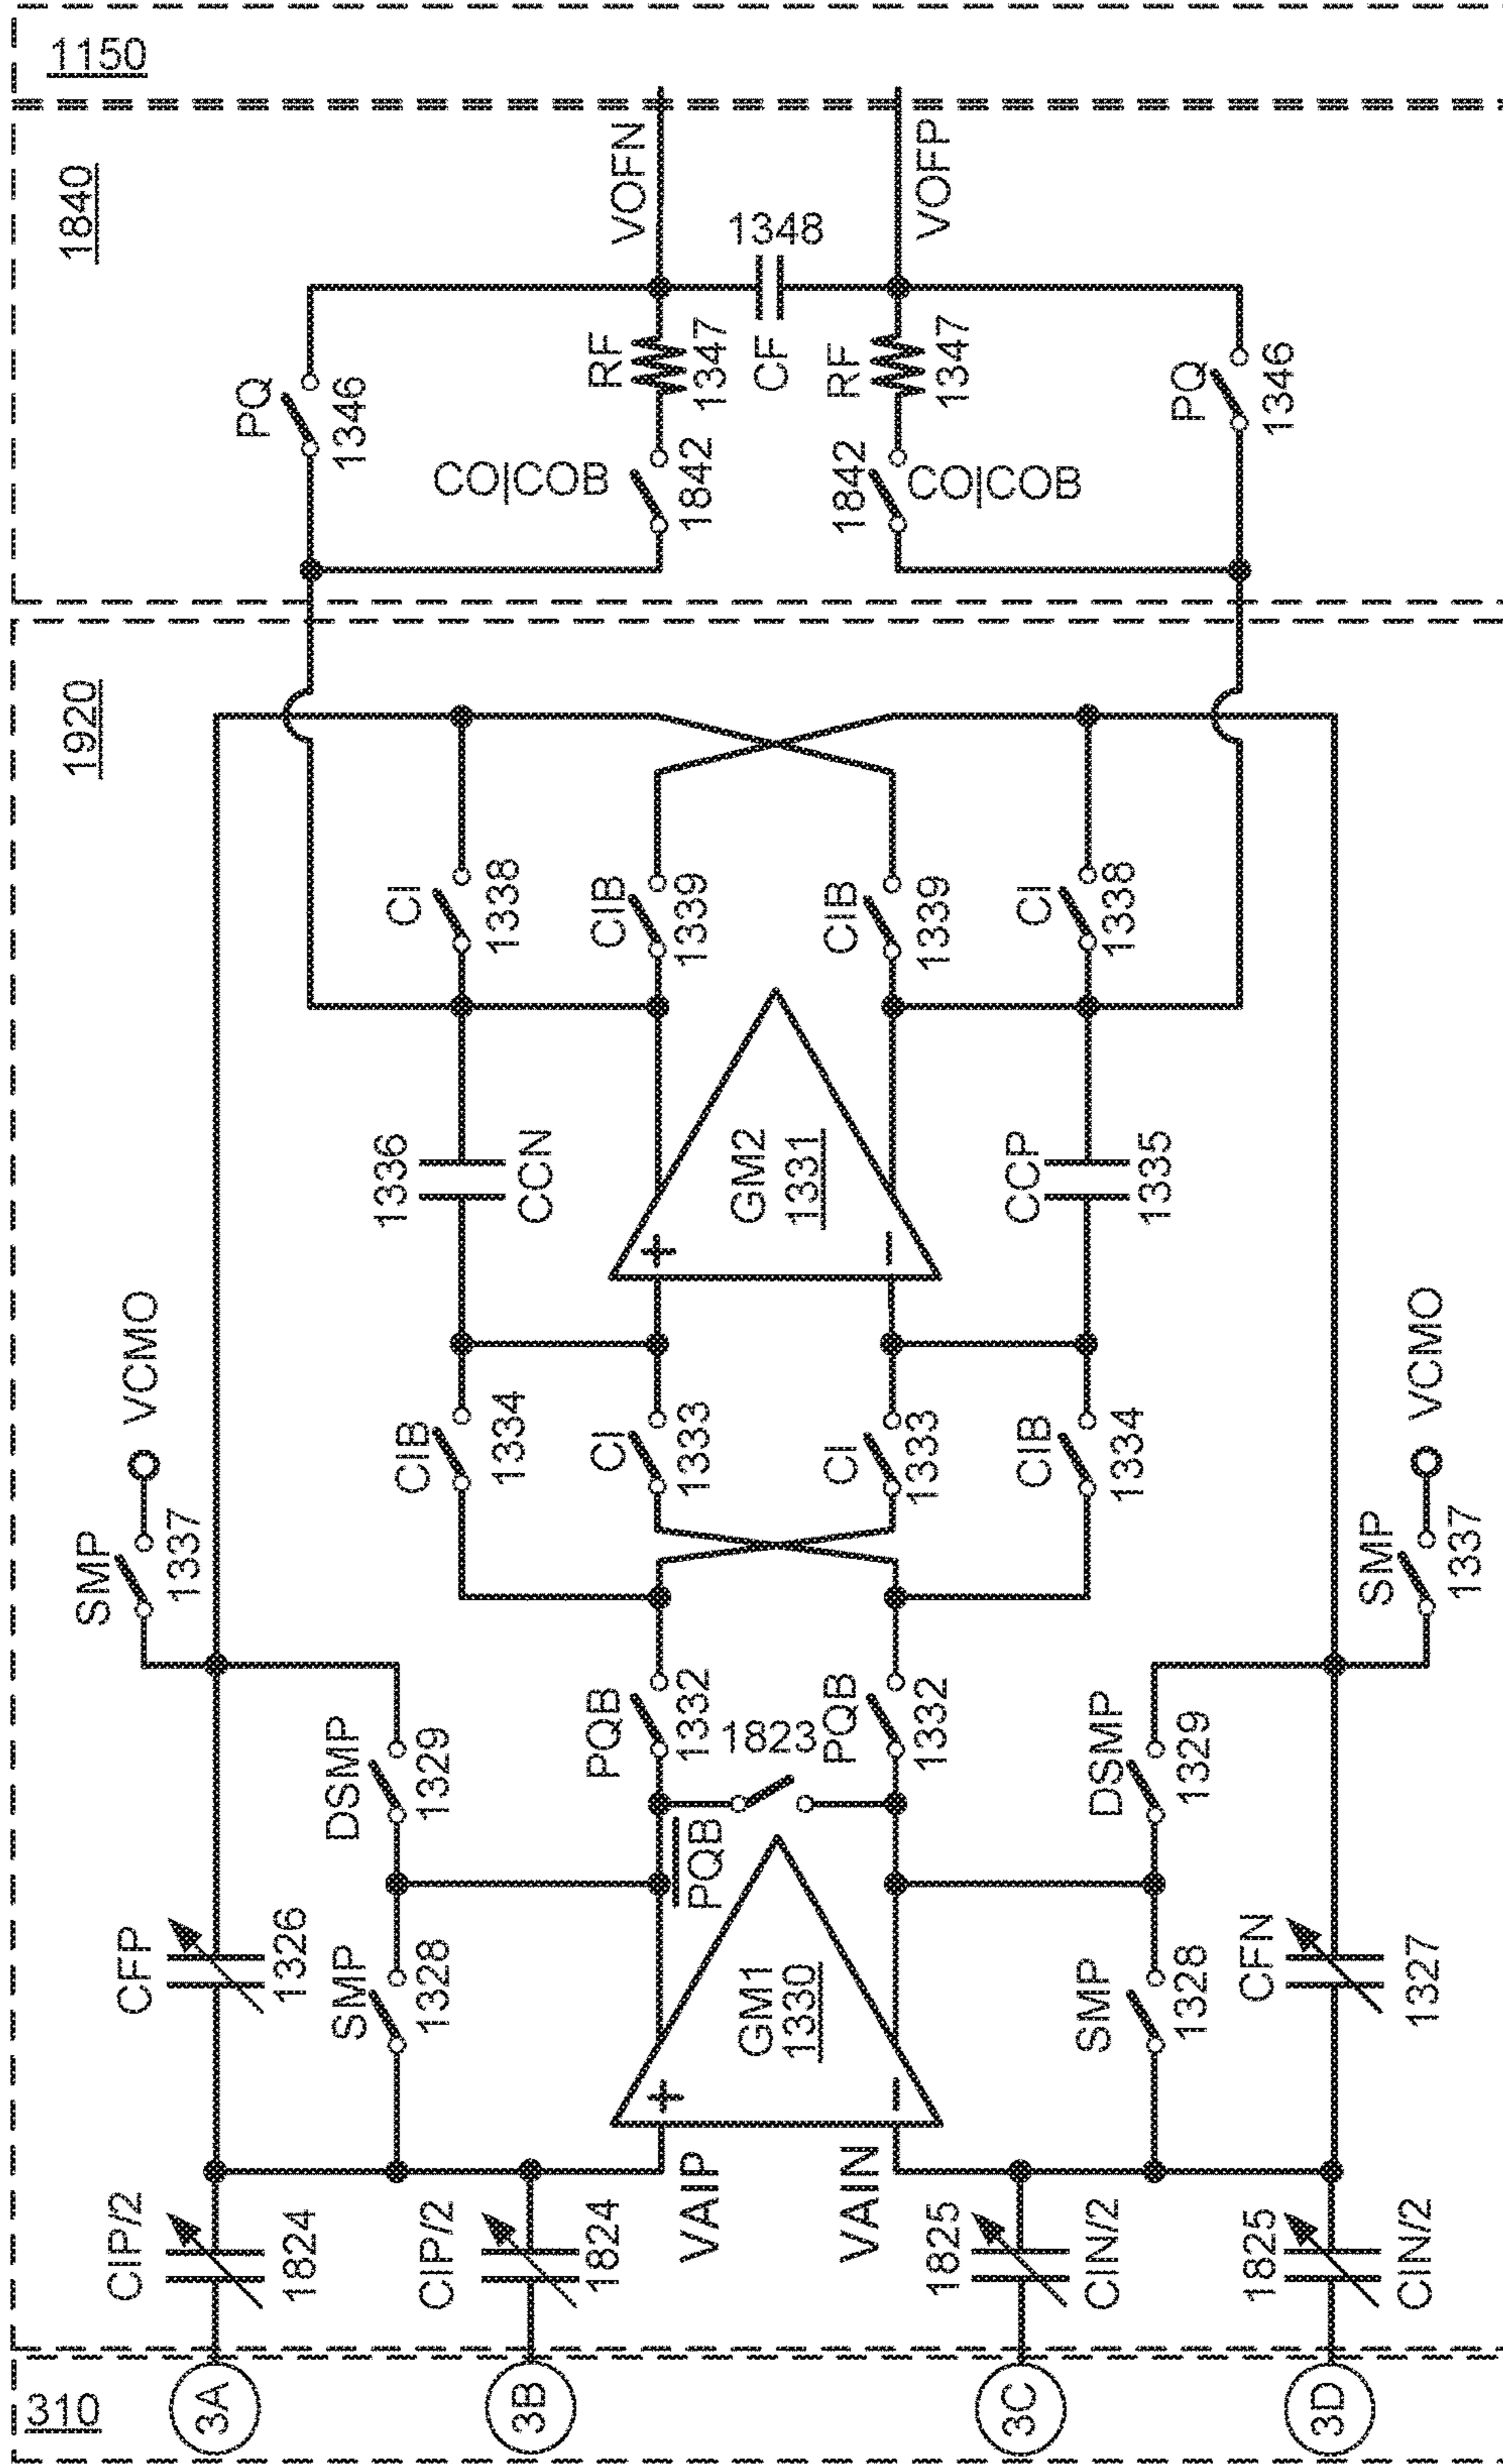 310
3A
3B
3C
3D
1920
CIP/2
1824
CIP/2
1824
VAIP
VAIN
1825
CIN/2
1825
CIN/2
CFP
1326
SMP
1328
DSMP
1329
GM1
1330
+
−
SMP
1328
DSMP
1329
CFN
1327
SMP
1337
VCMO
PQB
1332
PQB
1823
PQB
1332
SMP
1337
VCMO
CIB
1334
CI
1333
CI
1333
CIB
1334
1336
CCN
GM2
1331
+
−
CCP
1335
CI
1338
CIB
1339
CIB
1339
CI
1338
1840
PQ
1346
CO|COB
1842
RF
1347
VOFN
1348
CF
VOFP
1842
CO|COB
RF
1347
PQ
1346
1150